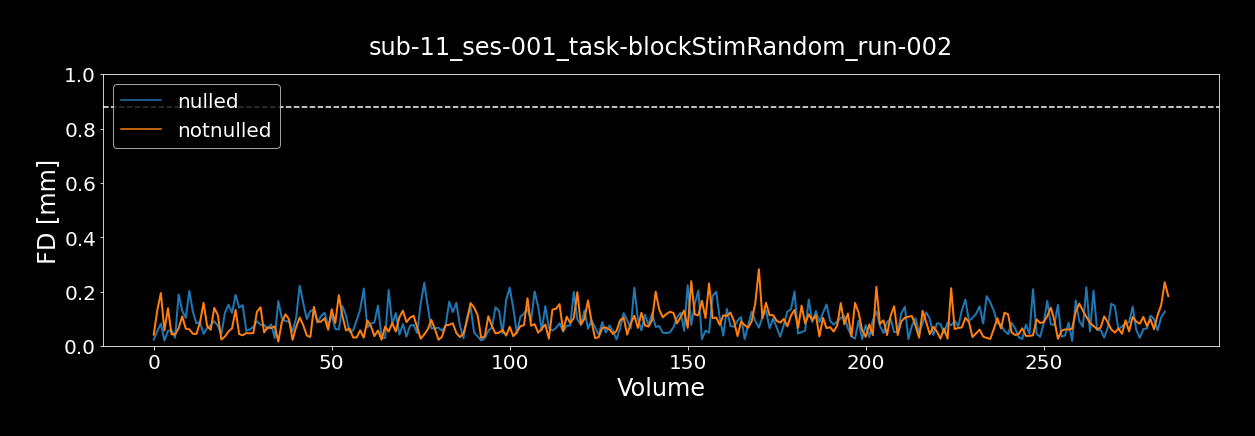 sub-11_ses-001_task-blockStimRandom_run-002
1.0
0.8
0.6
0.4
0.2
0.0
FD [mm]
nulled
notnulled
0 50 100 150 200 250
Volume